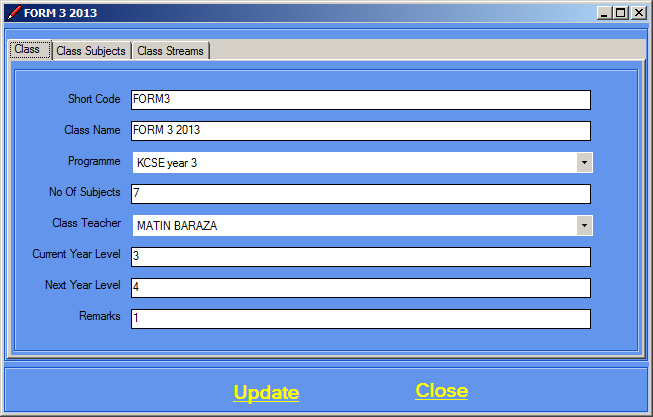 FORM 3 2013
Class Class Subjects Class Streams
Short Code FORM3
Class Name FORM 3 2013
Programme KCSE year 3
No Of Subjects 7
Class Teacher MATIN BARAZA
Current Year Level 3
Next Year Level 4
Remarks 1
Update Close